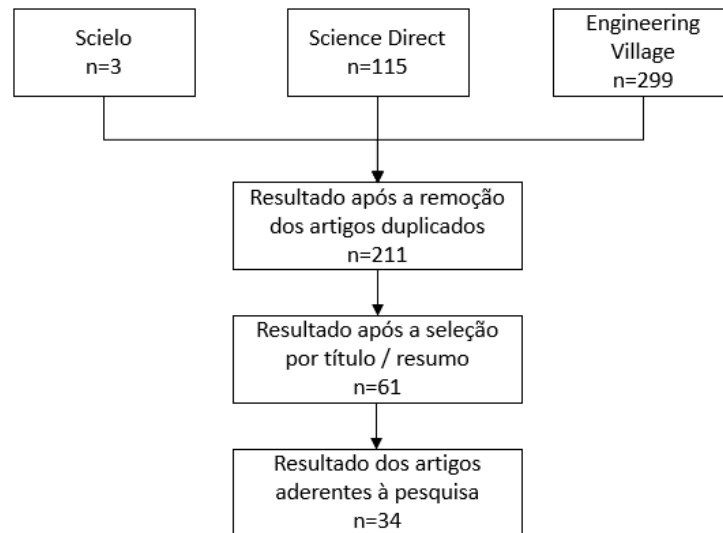 Scielo
n=3
Science Direct
n=115
Engineering
Village
n=299
Resultado após a remoção
dos artigos duplicados
n=211
Resultado após a seleção
por título / resumo
n=61
Resultado dos artigos
aderentes à pesquisa
n=34